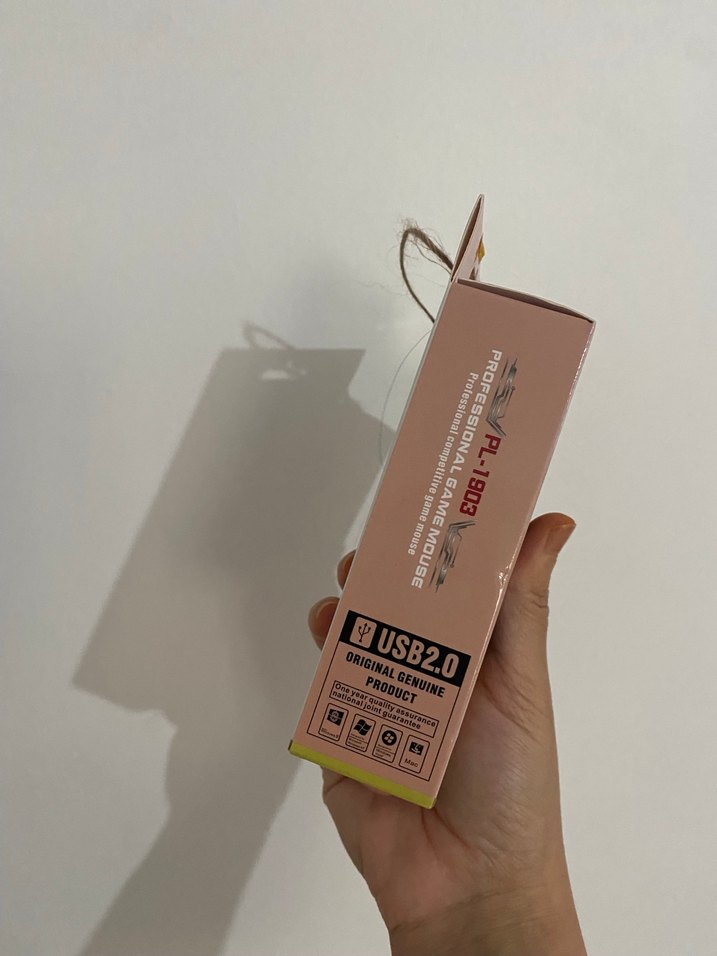 PL-1903
PROFESSIONAL GAME MOUSE
Professional competitive game mouse
USB2.0
ORIGINAL GENUINE
PRODUCT
One year quality assurance
national joint guarantee
Mac